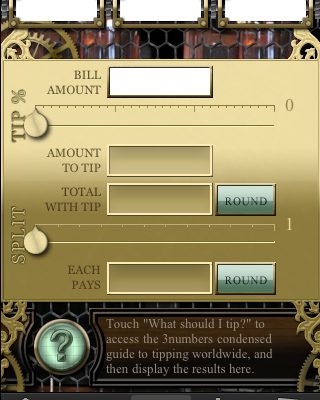 BILL
AMOUNT
TIP %
0
AMOUNT
TO TIP
TOTAL
WITH TIP
ROUND
SPLIT
1
EACH
PAYS
ROUND
?
Touch "What should I tip?" to
access the 3numbers condensed
guide to tipping worldwide, and
then display the results here.